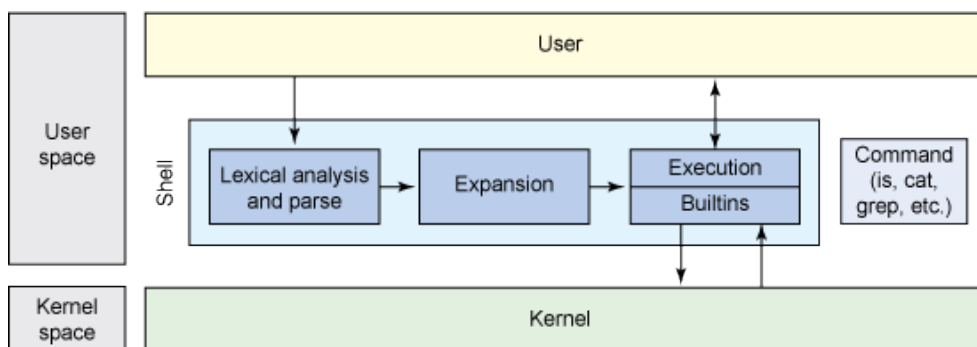 User
User
space
Shell
Lexical analysis
and parse
Expansion
Execution
Builtins
Command
(is, cat,
grep, etc.)
Kernel
space
Kernel